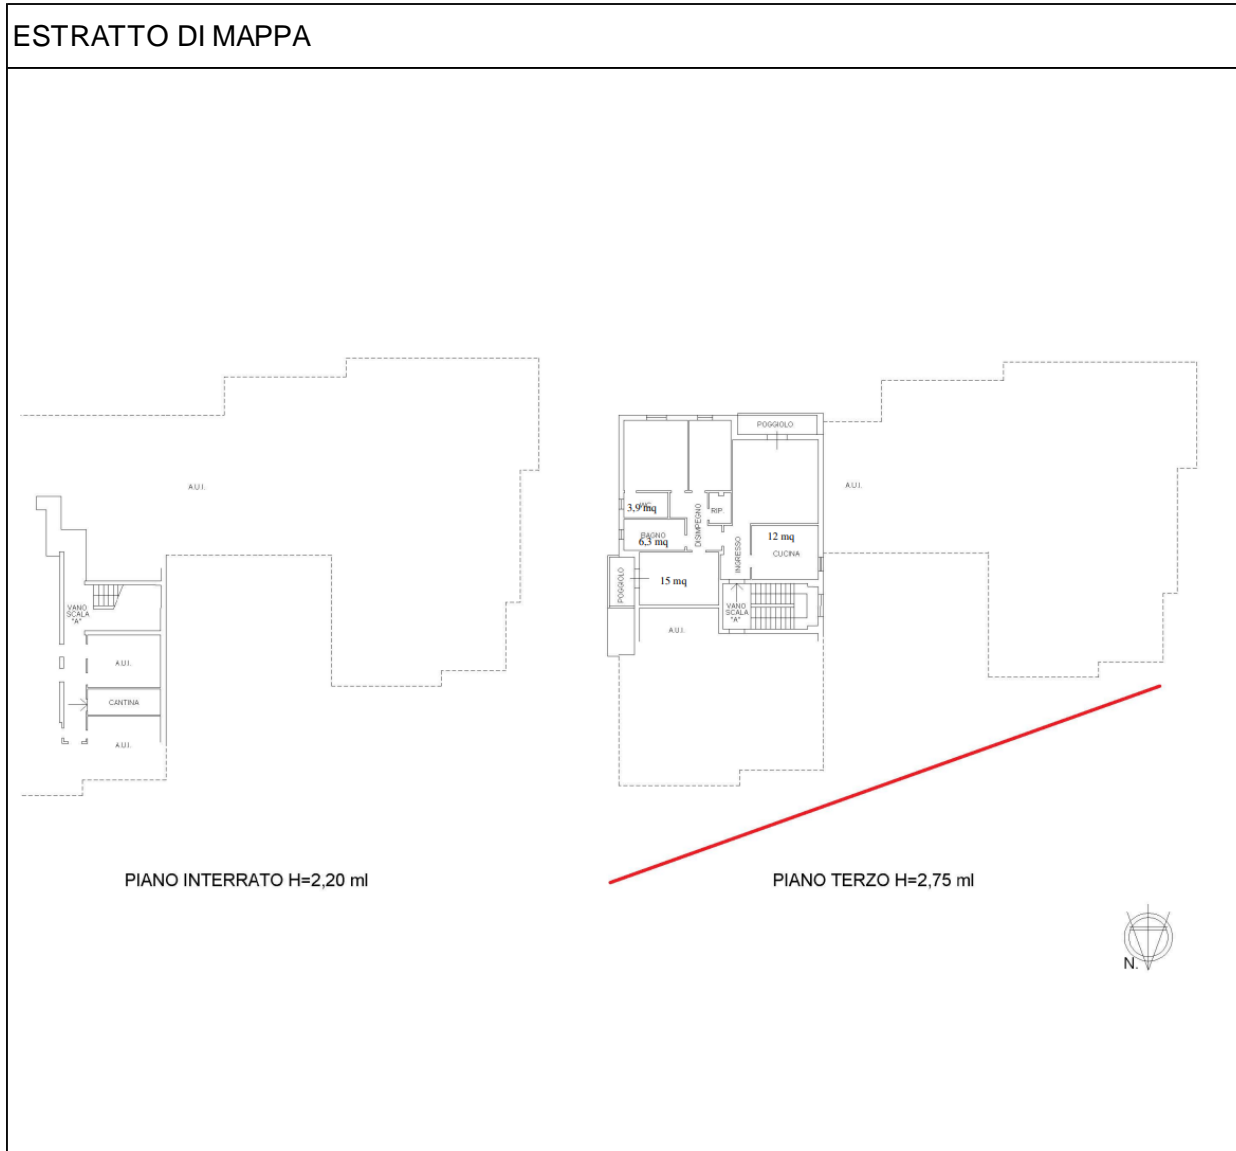 ESTRATTO DI MAPPA
A.U.I.
VANO
SCALA
"A"
A.U.I.
CANTINA
A.U.I.
PIANO INTERRATO H=2,20 ml
POGGIOLO
A.U.I.
3,9 mq
WC
RIP.
DISIMPEGNO
BAGNO
6,3 mq
INGRESSO
12 mq
CUCINA
POGGIOLO
15 mq
VANO
SCALA
"A"
A.U.I.
PIANO TERZO H=2,75 ml
N.